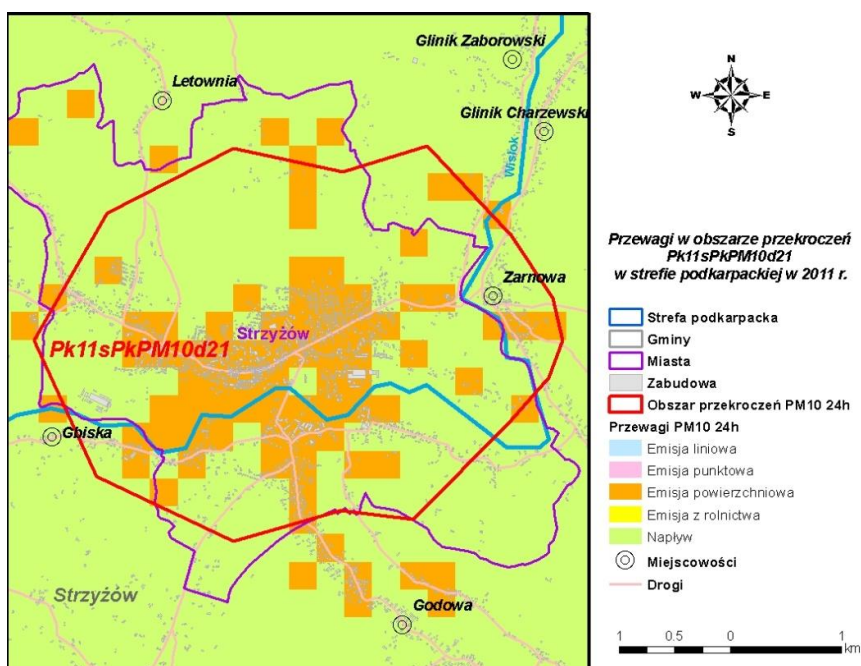 Glinik Zaborowski
Letownia
Glinik Charzewski
Wisłok
Zarnowa
Strzyżów
Pk11sPkPM10d21
Gbiska
Strzyżów
Godowa
N
W E
S
Przewagi w obszarze przekroczeń
Pk11sPkPM10d21
w strefie podkarpackiej w 2011 r.
Strefa podkarpacka
Gminy
Miasta
Zabudowa
Obszar przekroczeń PM10 24h
Przewagi PM10 24h
Emisja liniowa
Emisja punktowa
Emisja powierzchniowa
Emisja z rolnictwa
Napływ
Miejscowości
Drogi
1 0.5 0 1
km